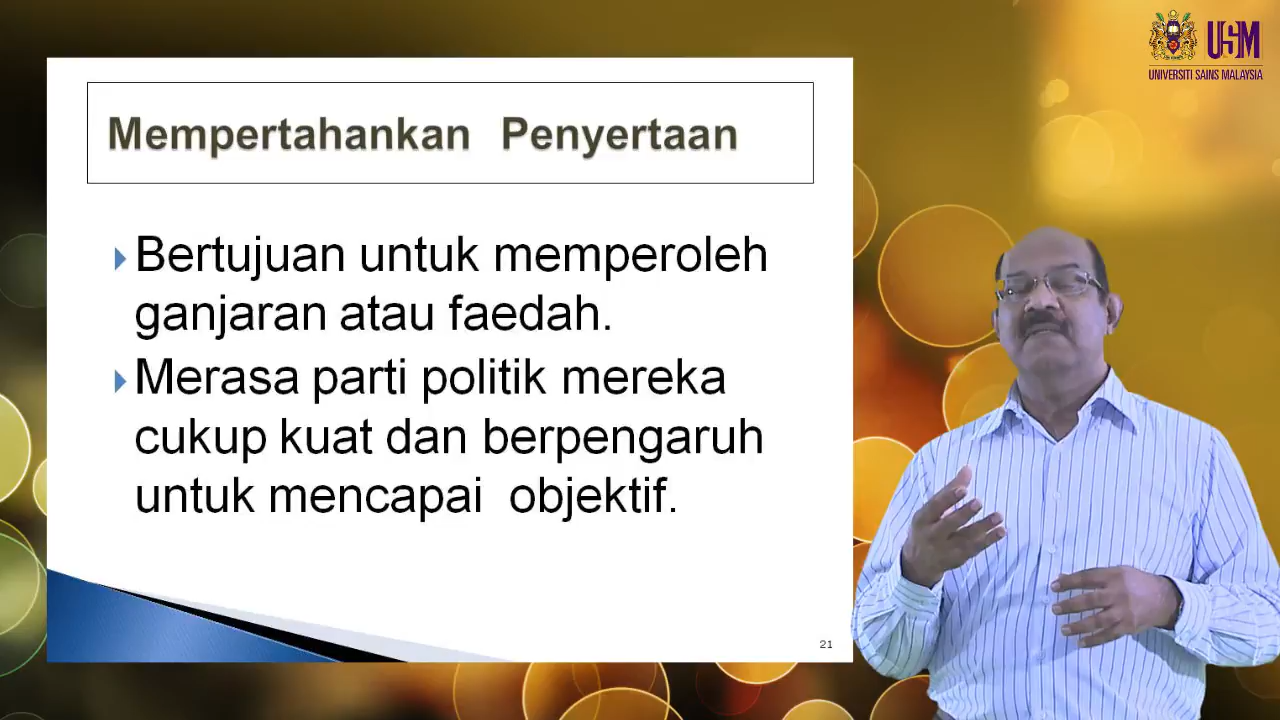 USM
UNIVERSITI SAINS MALAYSIA
Mempertahankan Penyertaan
Bertujuan untuk memperoleh
ganjaran atau faedah.
Merasa parti politik mereka
cukup kuat dan berpengaruh
untuk mencapai objektif.
21